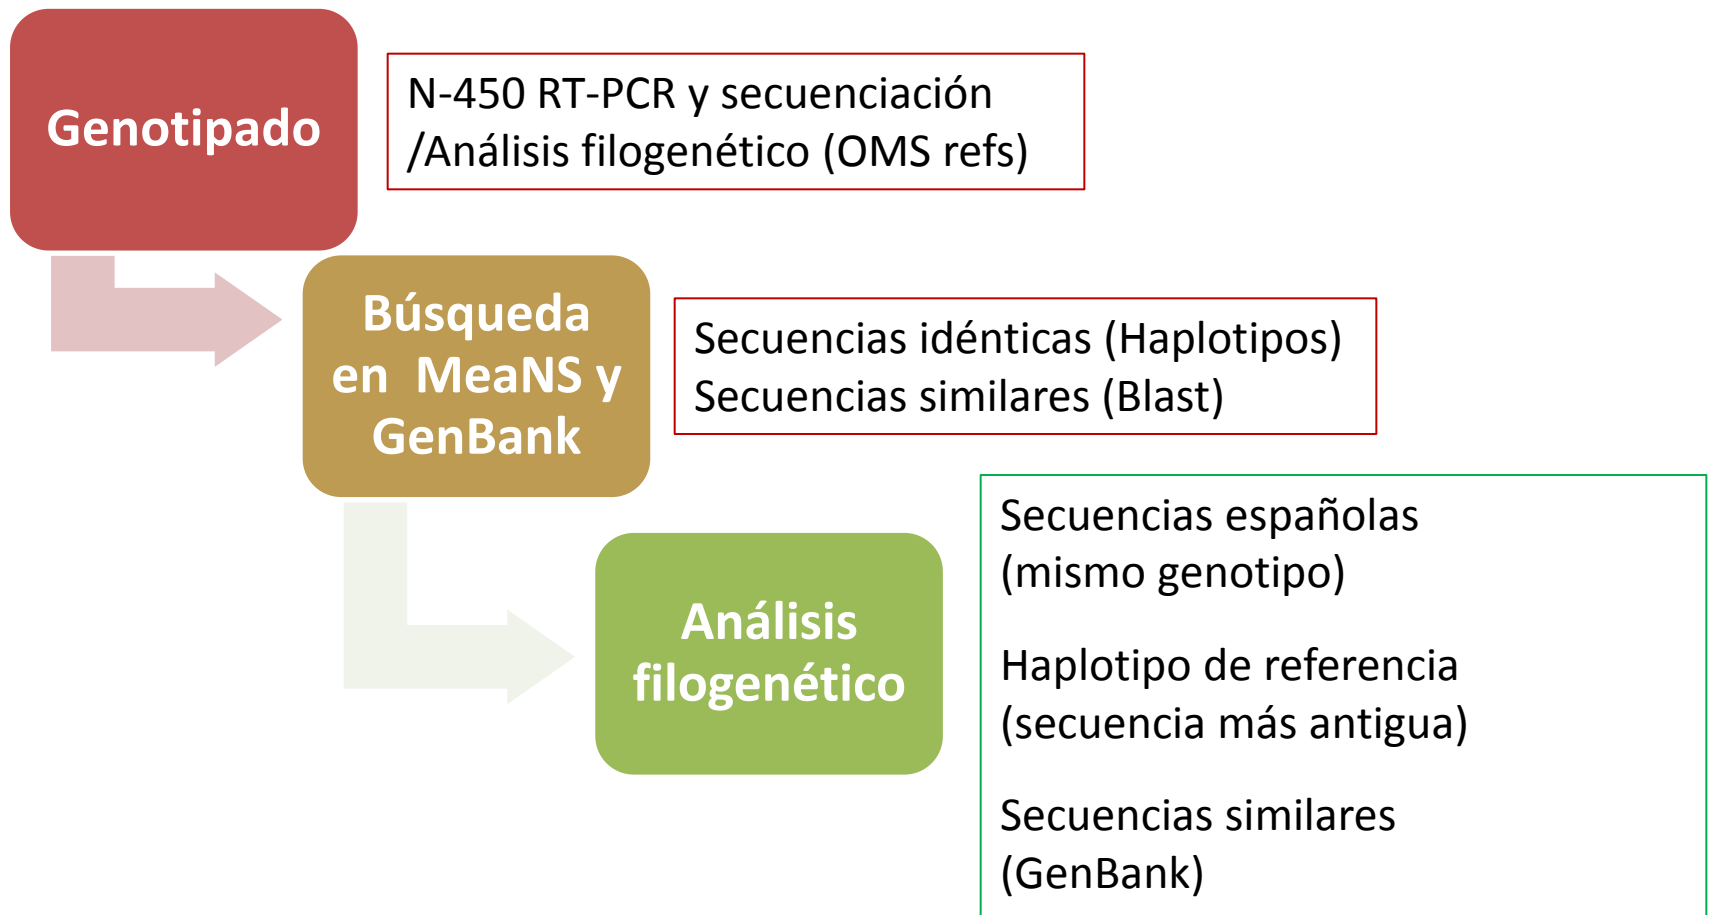 Genotipado
N-450 RT-PCR y secuenciación
/Análisis filogenético (OMS refs)
Búsqueda
en MeaNS y
GenBank
Secuencias idénticas (Haplotipos)
Secuencias similares (Blast)
Análisis
filogenético
Secuencias españolas
(mismo genotipo)
Haplotipo de referencia
(secuencia más antigua)
Secuencias similares
(GenBank)